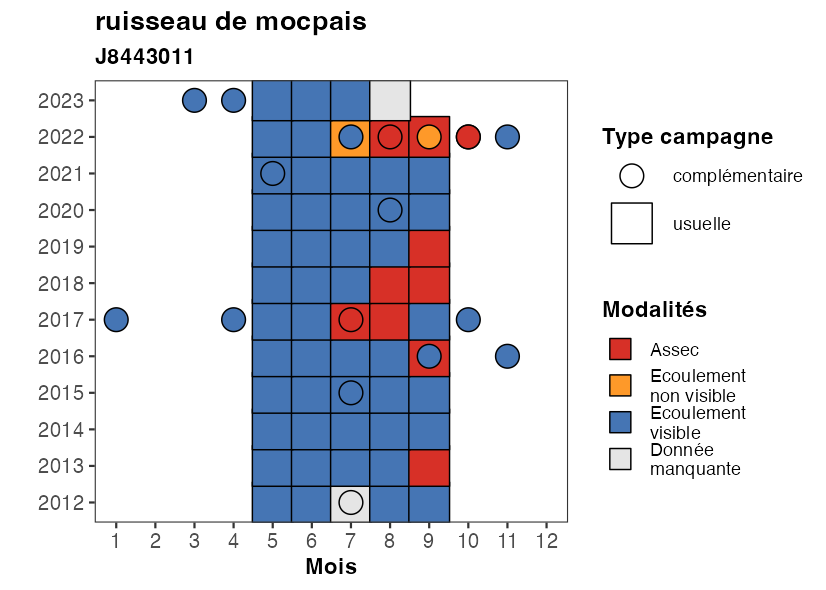 ruisseau de mocpais
J8443011
2023
2022
2021
2020
2019
2018
2017
2016
2015
2014
2013
2012
1 2 3 4 5 6 7 8 9 10 11 12
Mois
Type campagne
complémentaire
usuelle
Modalités
Assec
Ecoulement
non visible
Ecoulement
visible
Donnée
manquante